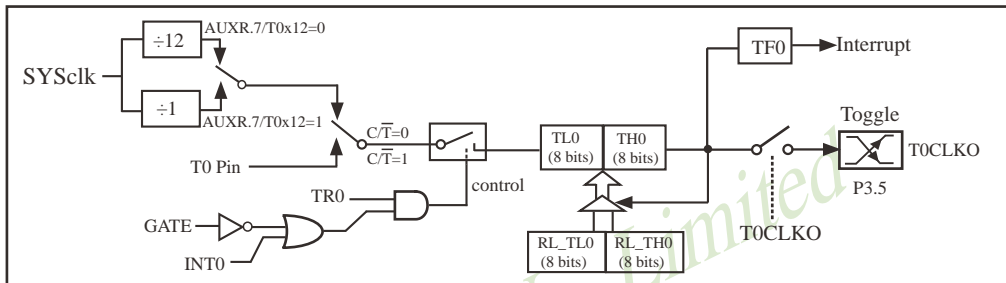 AUXR.7/T0x12=0
÷12
SYSclk
÷1
AUXR.7/T0x12=1
C/T̅=0
C/T̅=1
T0 Pin
TR0
control
GATE
INT0
TL0
(8 bits)
TH0
(8 bits)
RL_TL0
(8 bits)
RL_TH0
(8 bits)
TF0
Interrupt
Toggle
T0CLKO
P3.5
T0CLKO
Limited